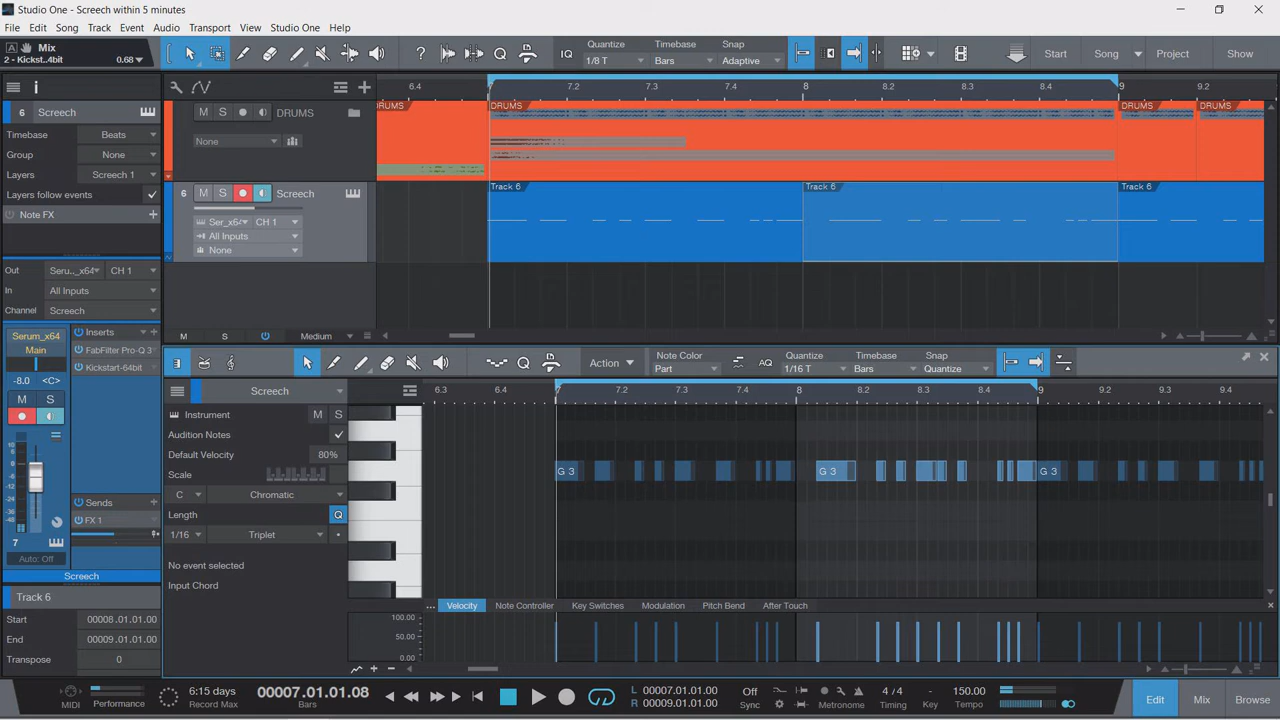 Studio One - Screech within 5 minutes
File Edit Song Track Event View Audio Transport View Studio One Help
Mix
2 - Kickst...4bit 0.68
Quantize
1/8 T
Timebase
Bars
Snap
Adaptive
IQ
Start Song Project Show
6.4 7 7.2 7.3 8 8.2 8.3 8.4 9 9.2
6 Screech
Timebase Beats
Group None
Layers Screech 1
Layers follow events
Note FX
M S DRUMS
None
DRUMS DRUMS DRUMS DRUMS
6 M S Screech
Ser_x64 CH 1
All Inputs
None
Track 6 Track 6 Track 6
Out Seru.._x64 CH 1
In All Inputs
Channel Screech
Serum_x64
Main
-8.0 <C>
M S
Inserts
FabFilter Pro-Q 3
Kickstart-64bit
Sends
FX 1
7
Auto: Off
Screech
Track 6
Start 00008.01.01.00
End 00009.01.01.00
Transpose 0
M S Medium
Action
Note Color
Part
AQ
Quantize
1/16 T
Timebase
Bars
Snap
Quantize
Screech
6.3 6.4 7 7.2 7.3 7.4 8 8.2 8.3 8.4 9 9.2 9.3 9.4
Instrument M S
Audition Notes
Default Velocity 80%
Scale
C Chromatic
Length Q
1/16 Triplet
No event selected
Input Chord
G 3 G 3 G 3
... Velocity Note Controller Key Switches Modulation Pitch Bend After Touch
100.00
50.00
MIDI Performance
6:15 days
Record Max
00007.01.01.08
Bars
L 00007.01.01.00
R 00009.01.01.00
Off
Sync
Metronome
4 / 4
Timing
-
Key
150.00
Tempo
Edit Mix Browse